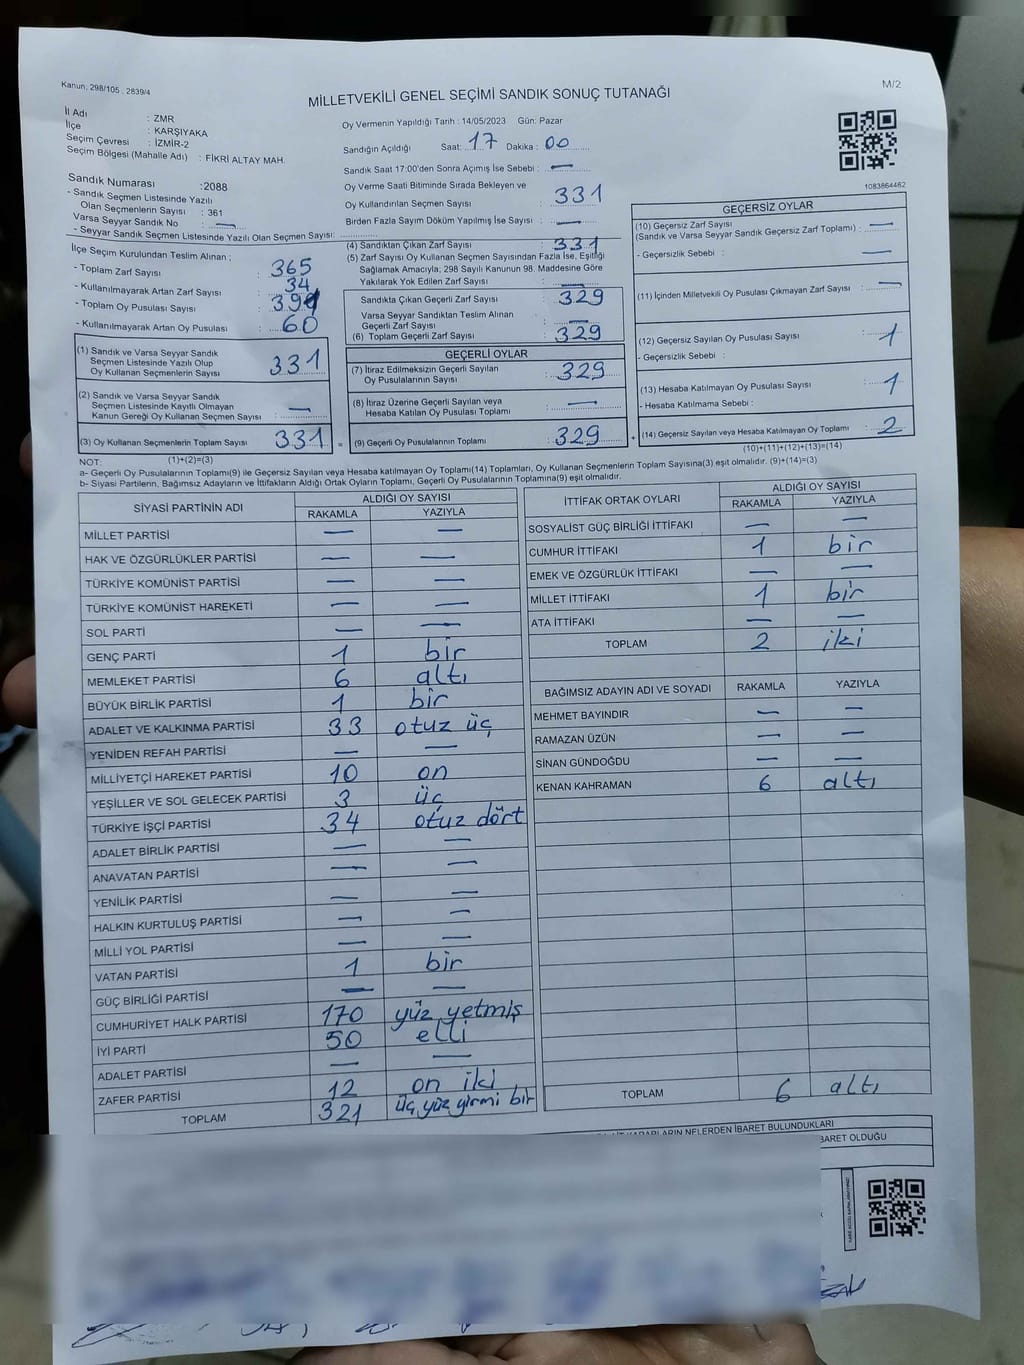 Kanun: 298/105 , 2839/4
M/2
MİLLETVEKİLİ GENEL SEÇİMİ SANDIK SONUÇ TUTANAĞI
İl Adı : ZMR
İlçe : KARŞIYAKA
Seçim Çevresi : İZMİR-2
Seçim Bölgesi (Mahalle Adı) : FİKRİ ALTAY MAH.
Oy Vermenin Yapıldığı Tarih : 14/05/2023 Gün: Pazar
Sandığın Açıldığı Saat: 17 Dakika : 00
Sandık Saat 17:00'den Sonra Açımış İse Sebebi : —
Oy Verme Saati Bitiminde Sırada Bekleyen ve
Oy Kullandırılan Seçmen Sayısı : 331
Birden Fazla Sayım Döküm Yapılmış İse Sayısı : —
1083864462
Sandık Numarası :2088
- Sandık Seçmen Listesinde Yazılı
Olan Seçmenlerin Sayısı : 361
Varsa Seyyar Sandık No : —
- Seyyar Sandık Seçmen Listesinde Yazılı Olan Seçmen Sayısı:
İlçe Seçim Kurulundan Teslim Alınan ;
- Toplam Zarf Sayısı : 365
- Kullanılmayarak Artan Zarf Sayısı : 34
- Toplam Oy Pusulası Sayısı : 391
- Kullanılmayarak Artan Oy Pusulası : 60
(1) Sandık ve Varsa Seyyar Sandık
Seçmen Listesinde Yazılı Olup
Oy Kullanan Seçmenlerin Sayısı : 331
(2) Sandık ve Varsa Seyyar Sandık
Seçmen Listesinde Kayıtlı Olmayan
Kanun Gereği Oy Kullanan Seçmen Sayısı : —
(3) Oy Kullanan Seçmenlerin Toplam Sayısı 331 =
(1)+(2)=(3)
(4) Sandıktan Çıkan Zarf Sayısı : 331
(5) Zarf Sayısı Oy Kullanan Seçmen Sayısından Fazla İse, Eşitliği
Sağlamak Amacıyla; 298 Sayılı Kanunun 98. Maddesine Göre
Yakılarak Yok Edilen Zarf Sayısı : —
Sandıkta Çıkan Geçerli Zarf Sayısı : 329
Varsa Seyyar Sandıktan Teslim Alınan
Geçerli Zarf Sayısı : —
(6) Toplam Geçerli Zarf Sayısı : 329
GEÇERLİ OYLAR
(7) İtiraz Edilmeksizin Geçerli Sayılan
Oy Pusulalarının Sayısı : 329
(8) İtiraz Üzerine Geçerli Sayılan veya
Hesaba Katılan Oy Pusulası Toplamı : —
(9) Geçerli Oy Pusulalarının Toplamı : 329 +
GEÇERSİZ OYLAR
(10) Geçersiz Zarf Sayısı
(Sandık ve Varsa Seyyar Sandık Geçersiz Zarf Toplamı) : —
- Geçersizlik Sebebi : —
(11) İçinden Milletvekili Oy Pusulası Çıkmayan Zarf Sayısı : —
(12) Geçersiz Sayılan Oy Pusulası Sayısı : 1
- Geçersizlik Sebebi :
(13) Hesaba Katılmayan Oy Pusulası Sayısı : 1
- Hesaba Katılmama Sebebi :
(14) Geçersiz Sayılan veya Hesaba Katılmayan Oy Toplamı : 2
(10)+(11)+(12)+(13)=(14)
NOT:
a- Geçerli Oy Pusulalarının Toplamı(9) ile Geçersiz Sayılan veya Hesaba katılmayan Oy Toplamı(14) Toplamları, Oy Kullanan Seçmenlerin Toplam Sayısına(3) eşit olmalıdır. (9)+(14)=(3)
b- Siyasi Partilerin, Bağımsız Adayların ve İttifakların Aldığı Ortak Oyların Toplamı, Geçerli Oy Pusulalarının Toplamına(9) eşit olmalıdır.
SİYASİ PARTİNİN ADI ALDIĞI OY SAYISI
RAKAMLA YAZIYLA
MİLLET PARTİSİ — —
HAK VE ÖZGÜRLÜKLER PARTİSİ — —
TÜRKİYE KOMÜNİST PARTİSİ — —
TÜRKİYE KOMÜNİST HAREKETİ — —
SOL PARTİ — —
GENÇ PARTİ 1 bir
MEMLEKET PARTİSİ 6 altı
BÜYÜK BİRLİK PARTİSİ 1 bir
ADALET VE KALKINMA PARTİSİ 33 otuz üç
YENİDEN REFAH PARTİSİ — —
MİLLİYETÇİ HAREKET PARTİSİ 10 on
YEŞİLLER VE SOL GELECEK PARTİSİ 3 üç
TÜRKİYE İŞÇİ PARTİSİ 34 otuz dört
ADALET BİRLİK PARTİSİ — —
ANAVATAN PARTİSİ — —
YENİLİK PARTİSİ — —
HALKIN KURTULUŞ PARTİSİ — —
MİLLİ YOL PARTİSİ — —
VATAN PARTİSİ 1 bir
GÜÇ BİRLİĞİ PARTİSİ — —
CUMHURİYET HALK PARTİSİ 170 yüz yetmiş
İYİ PARTİ 50 elli
ADALET PARTİSİ — —
ZAFER PARTİSİ 12 on iki
TOPLAM 321 üç yüz yirmi bir
İTTİFAK ORTAK OYLARI ALDIĞI OY SAYISI
RAKAMLA YAZIYLA
SOSYALİST GÜÇ BİRLİĞİ İTTİFAKI — —
CUMHUR İTTİFAKI 1 bir
EMEK VE ÖZGÜRLÜK İTTİFAKI — —
MİLLET İTTİFAKI 1 bir
ATA İTTİFAKI — —
TOPLAM 2 iki
BAĞIMSIZ ADAYIN ADI VE SOYADI RAKAMLA YAZIYLA
MEHMET BAYINDIR — —
RAMAZAN ÜZÜN — —
SİNAN GÜNDOĞDU — —
KENAN KAHRAMAN 6 altı
TOPLAM 6 altı
KARARLARIN NELERDEN İBARET BULUNDUKLARI
BARET OLDUĞU